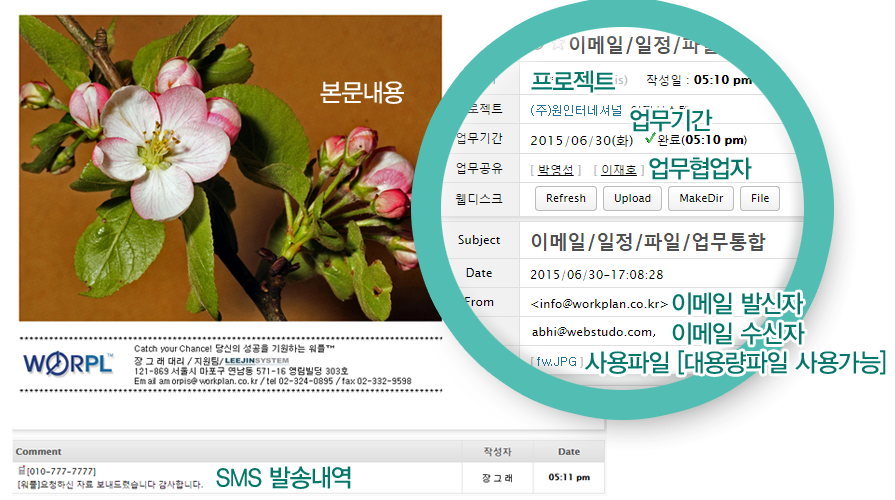 본문내용
이메일/일정/파일
프로젝트
작성일 : 05:10 pm
로젝트 (주)원인터네셔널
업무기간
업무기간 2015/06/30(화) ✓완료(05:10 pm)
업무공유 [ 박영섭 ] [ 이재호 ] 업무협업자
웹디스크 Refresh Upload MakeDir File
Subject 이메일/일정/파일/업무통합
Date 2015/06/30-17:08:28
From <info@workplan.co.kr> 이메일 발신자
abhi@webstudo.com, 이메일 수신자
[ fw.JPG ] 사용파일 [대용량파일 사용가능]
WORPL™
Catch your Chance! 당신의 성공을 기원하는 워플™
장 그 래 대리 / 지원팀/ LEEJINSYSTEM
121-869 서울시 마포구 연남동 571-16 영림빌딩 303호
Email amorpis@workplan.co.kr / tel 02-324-0895 / fax 02-332-9598
Comment 작성자 Date
[010-777-7777]
[워플]요청하신 자료 보내드렸습니다 감사합니다.
SMS 발송내역
장 그 래 05:11 pm